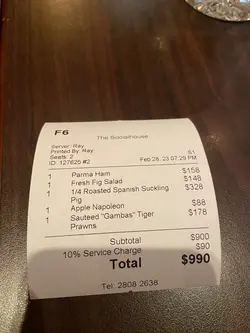 F6
The Socialhouse
Server: Ray
Printed By: Ray
Seats: 2 S1
ID: 127625 #2 Feb 28, 23 07:29 PM
1 Parma Ham $158
1 Fresh Fig Salad $148
1 1/4 Roasted Spanish Suckling $328
Pig
1 Apple Napoleon $88
1 Sauteed "Gambas" Tiger $178
Prawns
Subtotal $900
10% Service Charge $90
Total $990
Tel: 2808 2638